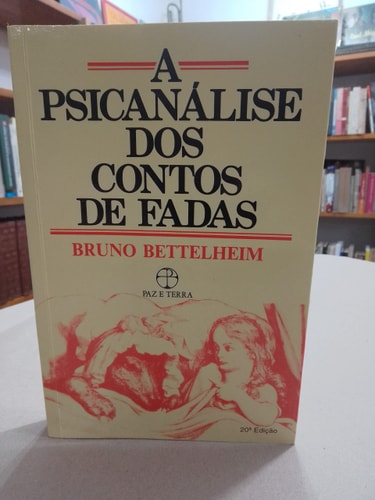 A
PSICANÁLISE
DOS
CONTOS
DE FADAS
BRUNO BETTELHEIM
PAZ E TERRA
20ª Edição